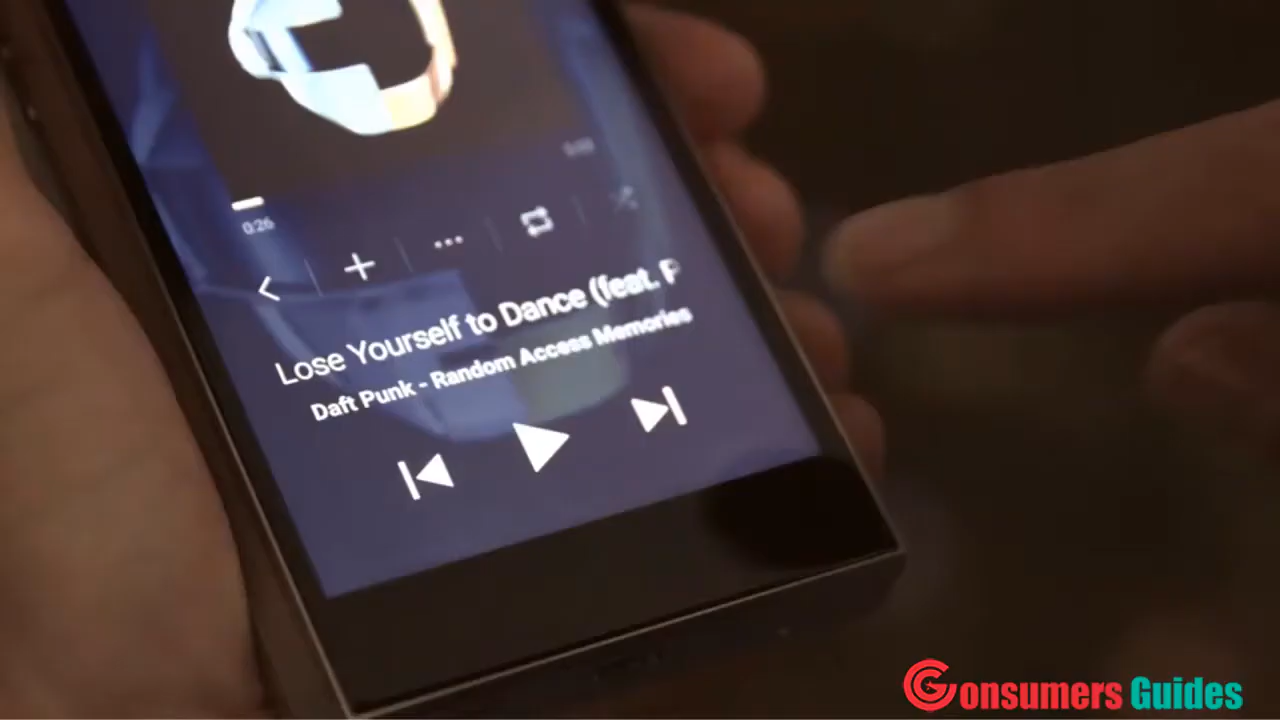 0:26
Lose Yourself to Dance (feat. P
Daft Punk - Random Access Memories
Consumers Guides